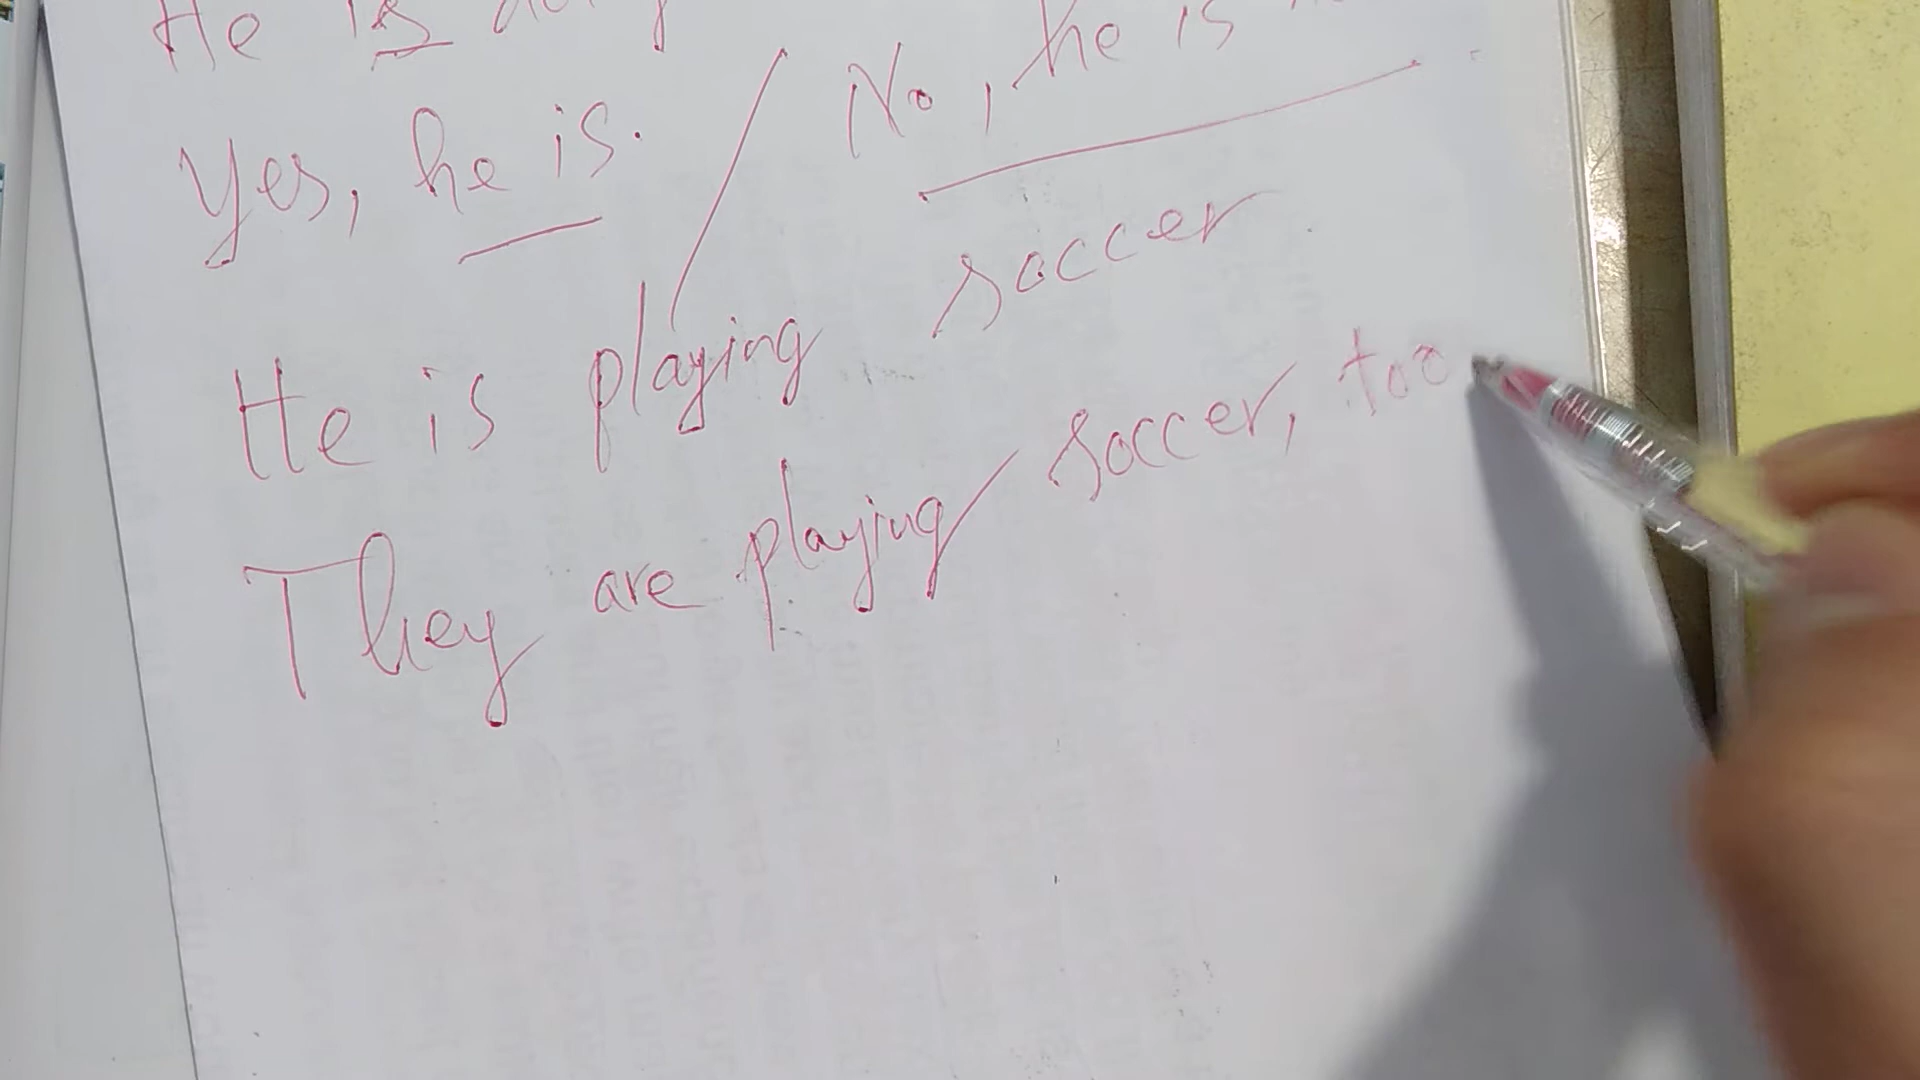 He is
Yes, he is. / No, he is
He is playing soccer.
They are playing soccer, too